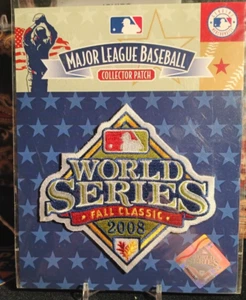 MAJOR LEAGUE BASEBALL
COLLECTOR PATCH
WORLD
SERIES
FALL CLASSIC
2008